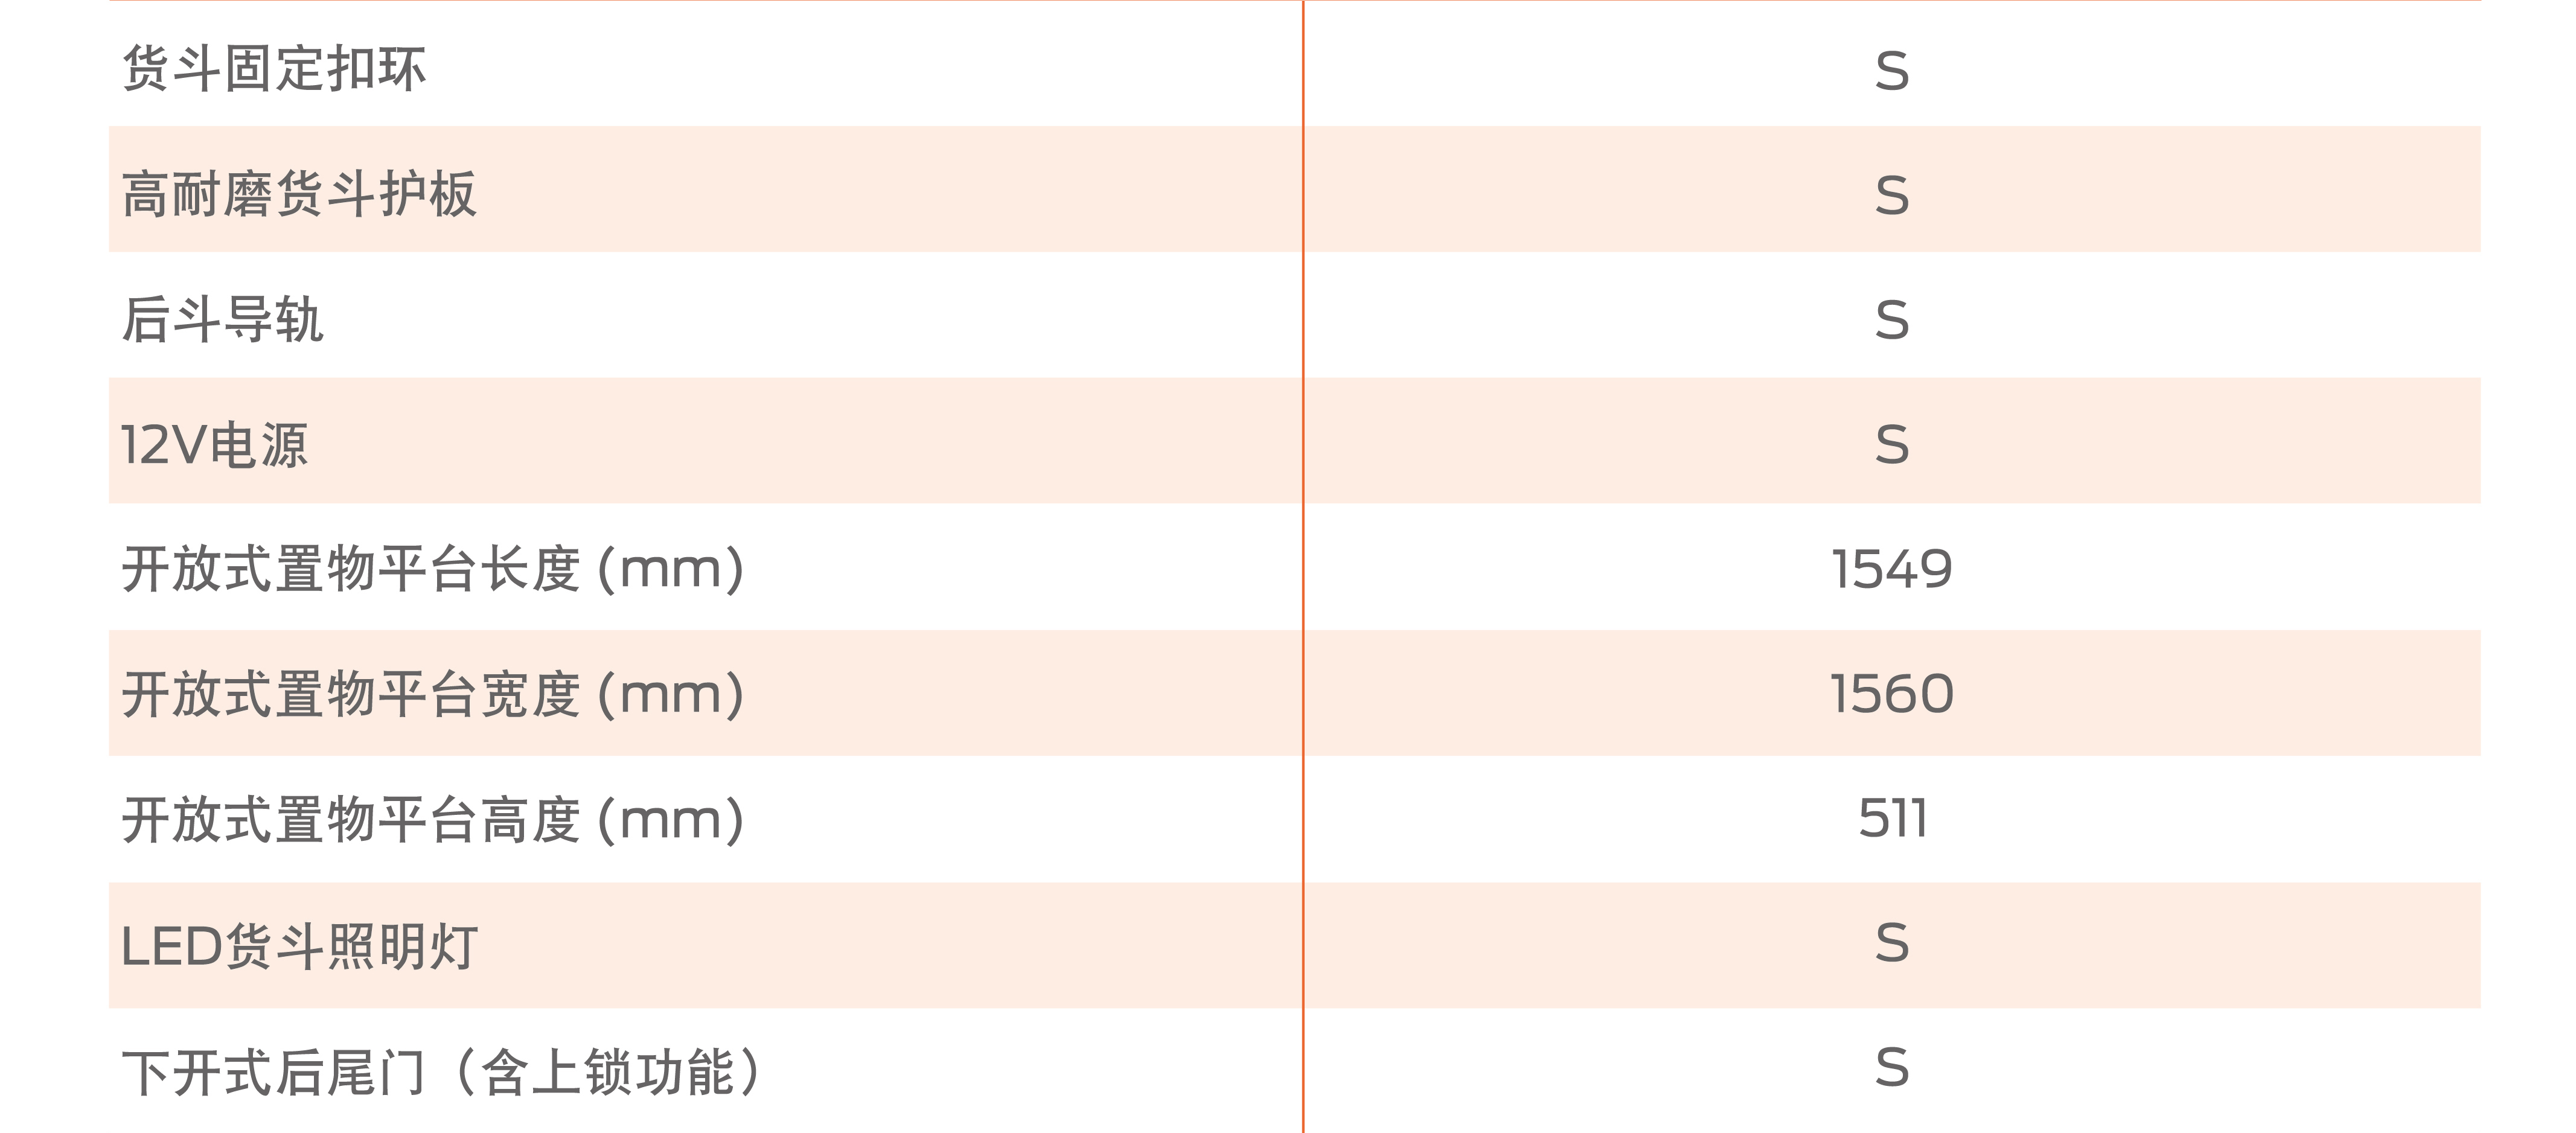 货斗固定扣环 S
高耐磨货斗护板 S
后斗导轨 S
12V电源 S
开放式置物平台长度 (mm) 1549
开放式置物平台宽度 (mm) 1560
开放式置物平台高度 (mm) 511
LED货斗照明灯 S
下开式后尾门（含上锁功能） S